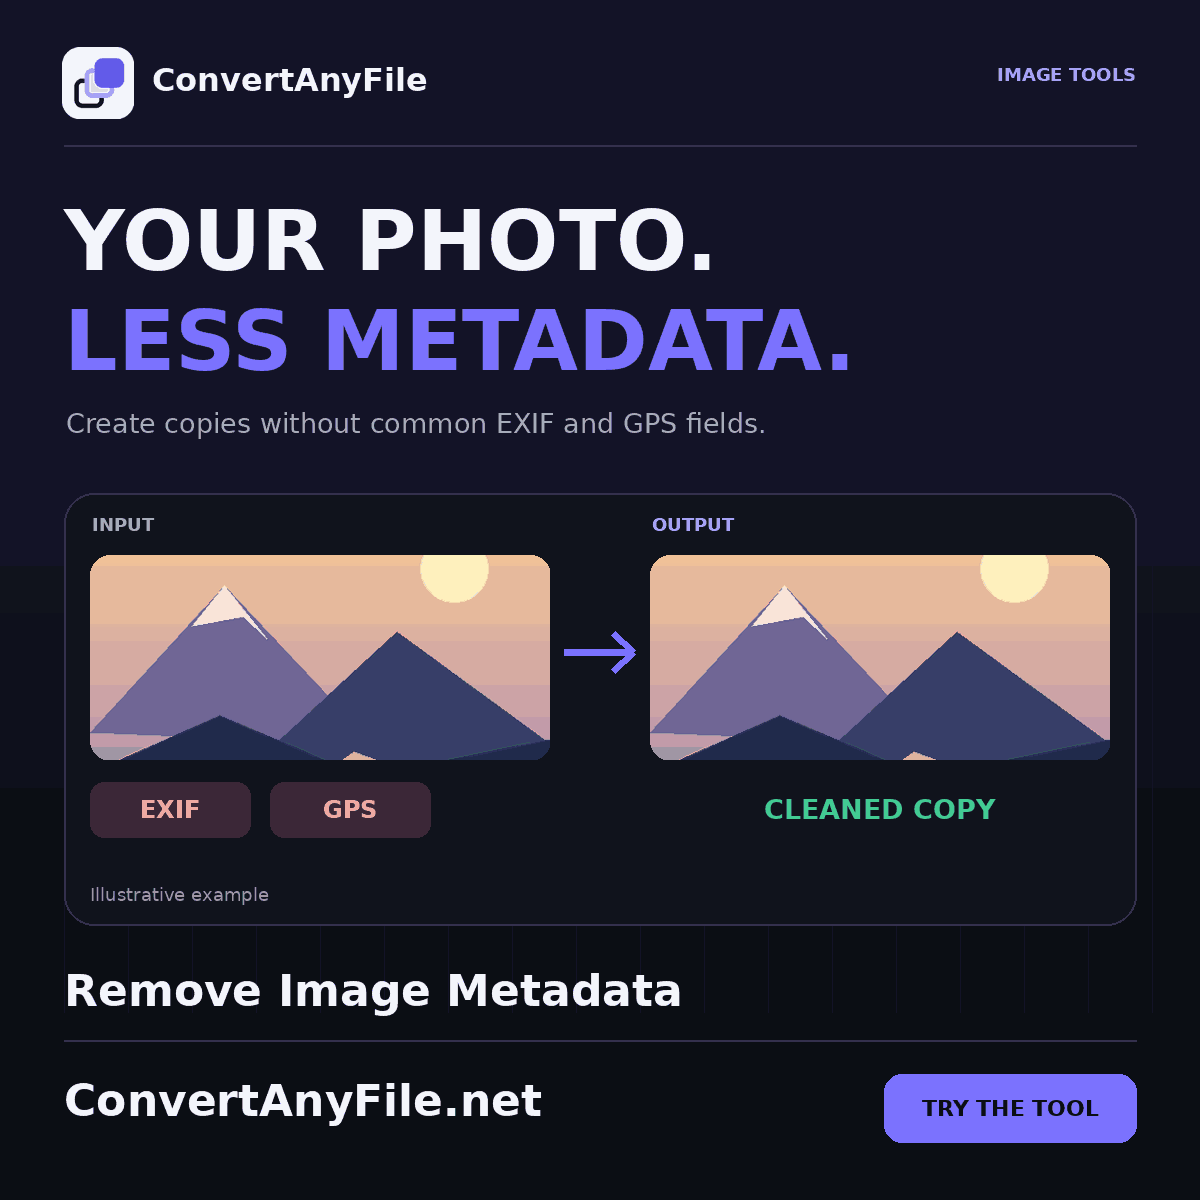 ConvertAnyFile
IMAGE TOOLS
YOUR PHOTO.
LESS METADATA.
Create copies without common EXIF and GPS fields.
INPUT
OUTPUT
EXIF
GPS
CLEANED COPY
Illustrative example
Remove Image Metadata
ConvertAnyFile.net
TRY THE TOOL